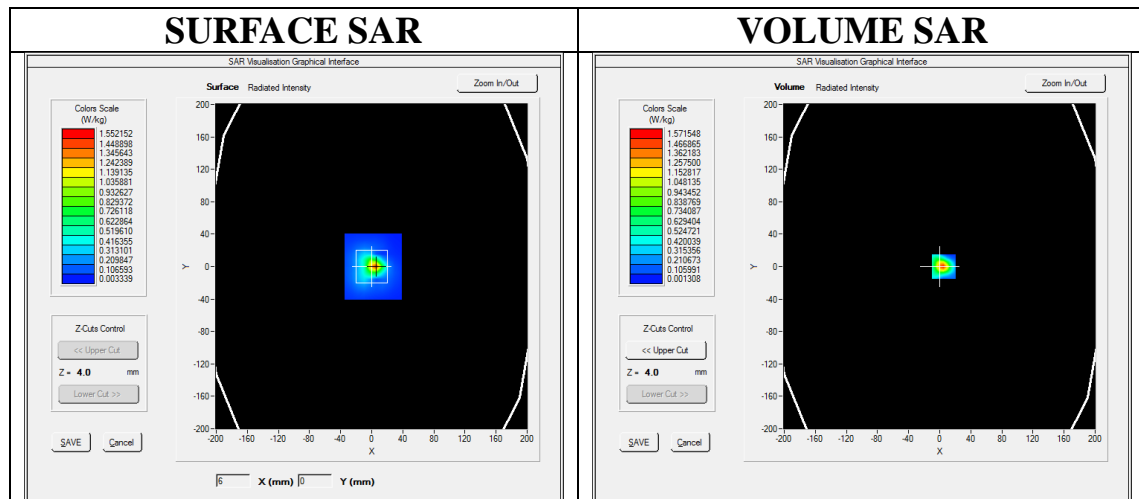 SURFACE SAR
SAR Visualisation Graphical Interface
Surface Radiated Intensity
Zoom In/Out
Colors Scale
(W/kg)
1.552152
1.448898
1.345643
1.242389
1.139135
1.035881
0.932627
0.829372
0.726118
0.622864
0.519610
0.416355
0.313101
0.209847
0.106593
0.003339
Z-Cuts Control
<< Upper Cut
Z = 4.0 mm
Lower Cut >>
SAVE Cancel
200
160
120
80
40
0
-40
-80
-120
-160
-200
Y
-200 -160 -120 -80 -40 0 40 80 120 160 200
X
6 X (mm) 0 Y (mm)
VOLUME SAR
SAR Visualisation Graphical Interface
Volume Radiated Intensity
Zoom In/Out
Colors Scale
(W/kg)
1.571548
1.466865
1.362183
1.257500
1.152817
1.048135
0.943452
0.838769
0.734087
0.629404
0.524721
0.420039
0.315356
0.210673
0.105991
0.001308
Z-Cuts Control
<< Upper Cut
Z = 4.0 mm
Lower Cut >>
SAVE Cancel
200
160
120
80
40
0
-40
-80
-120
-160
-200
Y
-200 -160 -120 -80 -40 0 40 80 120 160 200
X